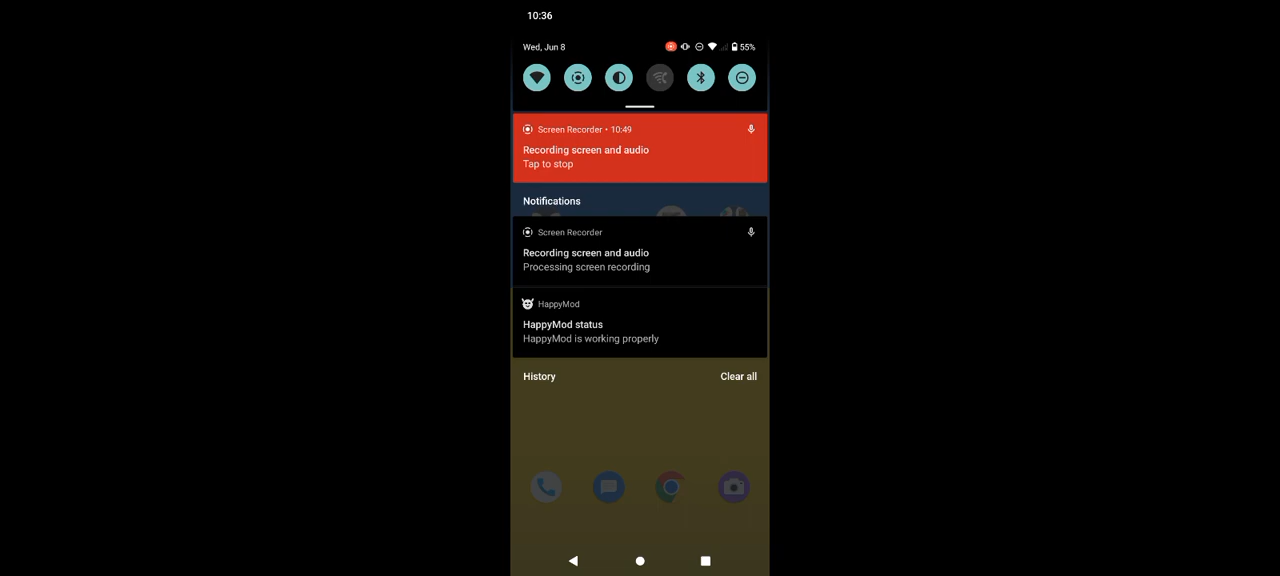 10:36
Wed, Jun 8
55%
Screen Recorder • 10:49
Recording screen and audio
Tap to stop
Notifications
Screen Recorder
Recording screen and audio
Processing screen recording
HappyMod
HappyMod status
HappyMod is working properly
History Clear all